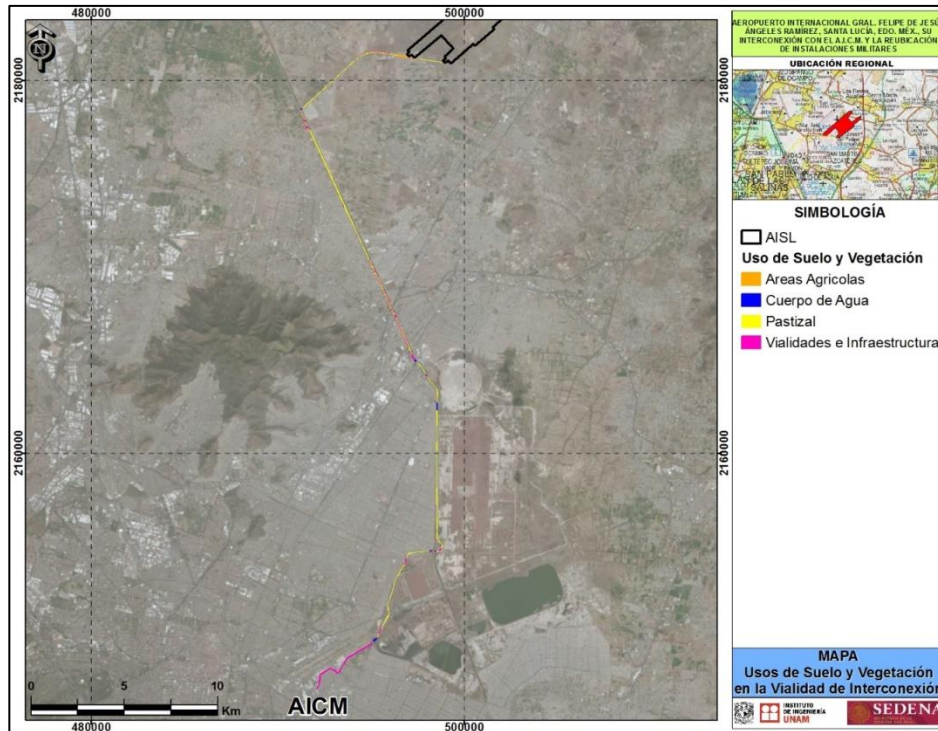 480000
500000
N
2180000
2180000
2160000
2160000
0
5
10
Km
AICM
480000
500000
AEROPUERTO INTERNACIONAL GRAL. FELIPE DE JESÚ
ÁNGELES RAMÍREZ, SANTA LUCÍA, EDO. MÉX., SU
INTERCONEXIÓN CON EL A.I.C.M. Y LA REUBICACIÓN
DE INSTALACIONES MILITARES
UBICACIÓN REGIONAL
SIMBOLOGÍA
AISL
Uso de Suelo y Vegetación
Areas Agricolas
Cuerpo de Agua
Pastizal
Vialidades e Infraestructura
MAPA
Usos de Suelo y Vegetación
en la Vialidad de Interconexión
INSTITUTO
DE INGENIERÍA
UNAM
SEDENA